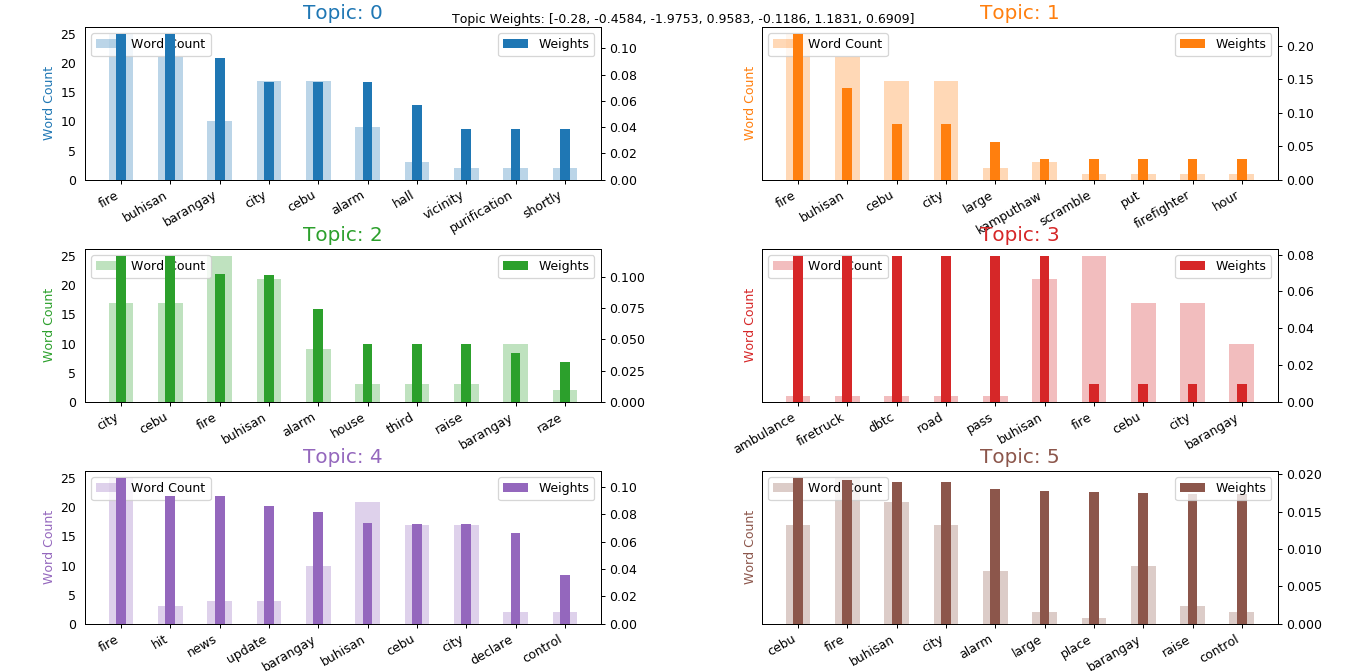 Topic Weights: [-0.28, -0.4584, -1.9753, 0.9583, -0.1186, 1.1831, 0.6909]
Topic: 0
Word Count
Weights
Word Count
25
20
15
10
5
0
0.10
0.08
0.06
0.04
0.02
0.00
fire
buhisan
barangay
city
cebu
alarm
hall
vicinity
purification
shortly
Topic: 1
Word Count
Weights
Word Count
0.20
0.15
0.10
0.05
0.00
fire
buhisan
cebu
city
large
kamputhaw
scramble
put
firefighter
hour
Topic: 2
Word Count
Weights
Word Count
25
20
15
10
5
0
0.100
0.075
0.050
0.025
0.000
city
cebu
fire
buhisan
alarm
house
third
raise
barangay
raze
Topic: 3
Word Count
Weights
Word Count
0.08
0.06
0.04
0.02
0.00
ambulance
firetruck
dbtc
road
pass
buhisan
fire
cebu
city
barangay
Topic: 4
Word Count
Weights
Word Count
25
20
15
10
5
0
0.10
0.08
0.06
0.04
0.02
0.00
fire
hit
news
update
barangay
buhisan
cebu
city
declare
control
Topic: 5
Word Count
Weights
Word Count
0.020
0.015
0.010
0.005
0.000
cebu
fire
buhisan
city
alarm
large
place
barangay
raise
control